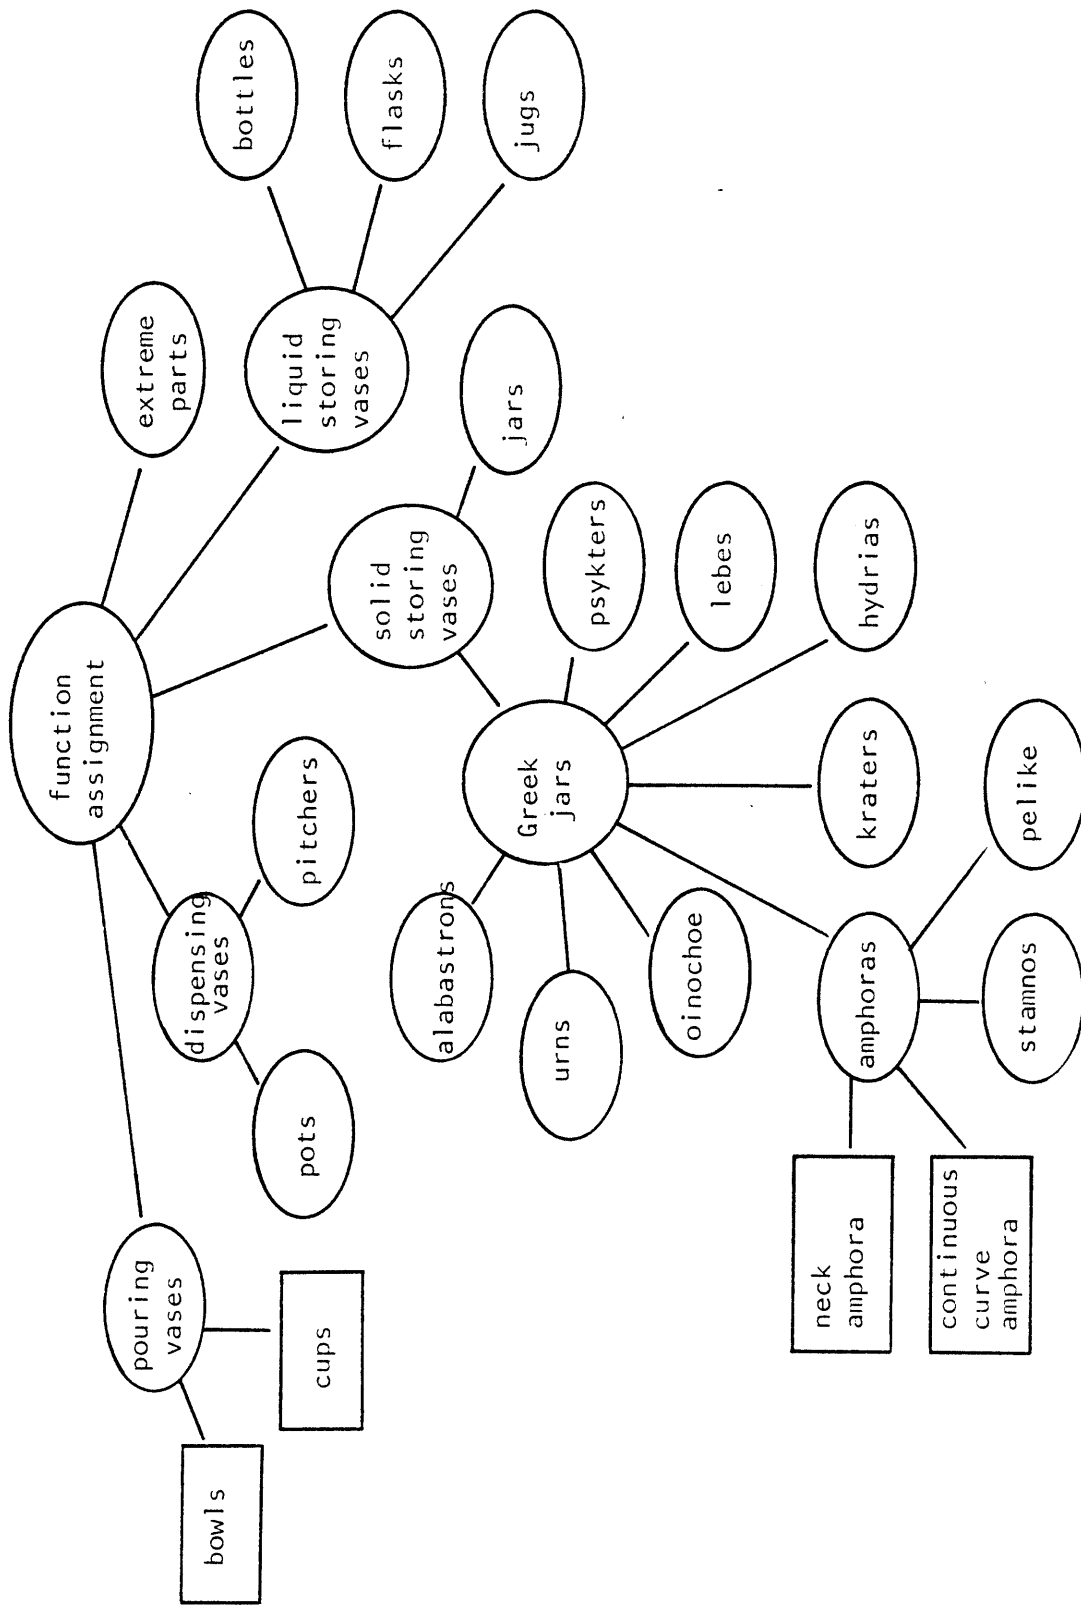 function
assignment
pouring
vases
dispensing
vases
solid
storing
vases
liquid
storing
vases
extreme
parts
bowls
cups
pots
pitchers
Greek
jars
jars
bottles
flasks
jugs
alabastrons
urns
oinochoe
amphoras
kraters
hydrias
lebes
psykters
neck
amphora
continuous
curve
amphora
stamnos
pelike